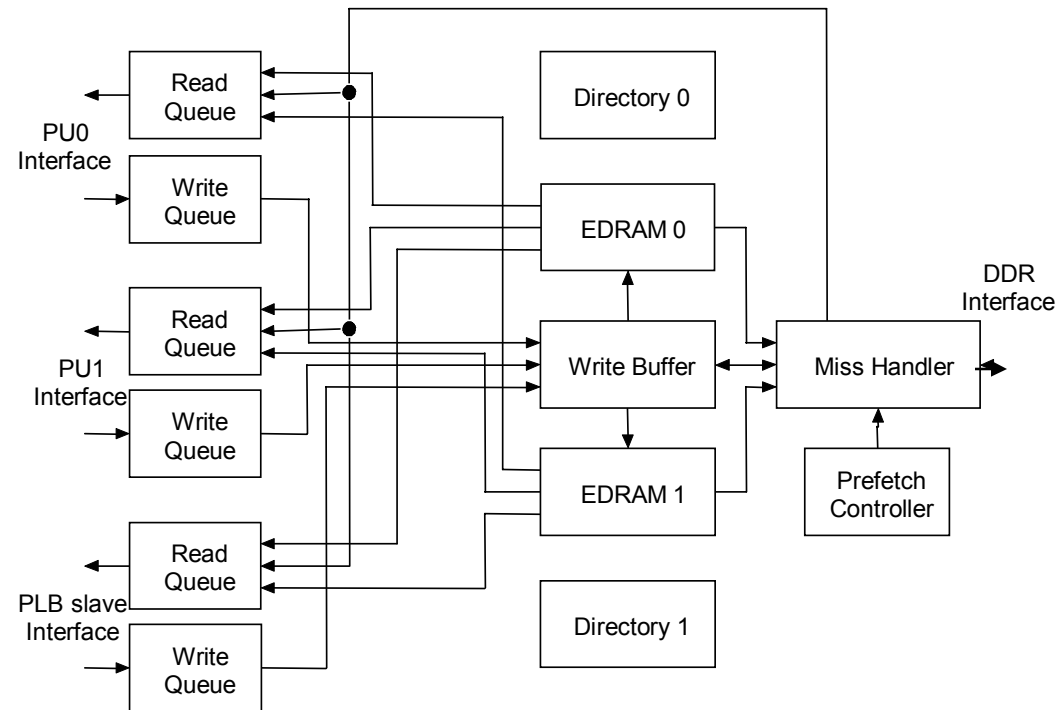 Read
Queue
PU0
Interface
Write
Queue
Read
Queue
PU1
Interface
Write
Queue
Read
Queue
PLB slave
Interface
Write
Queue
Directory 0
EDRAM 0
Write Buffer
EDRAM 1
Directory 1
Miss Handler
Prefetch
Controller
DDR
Interface